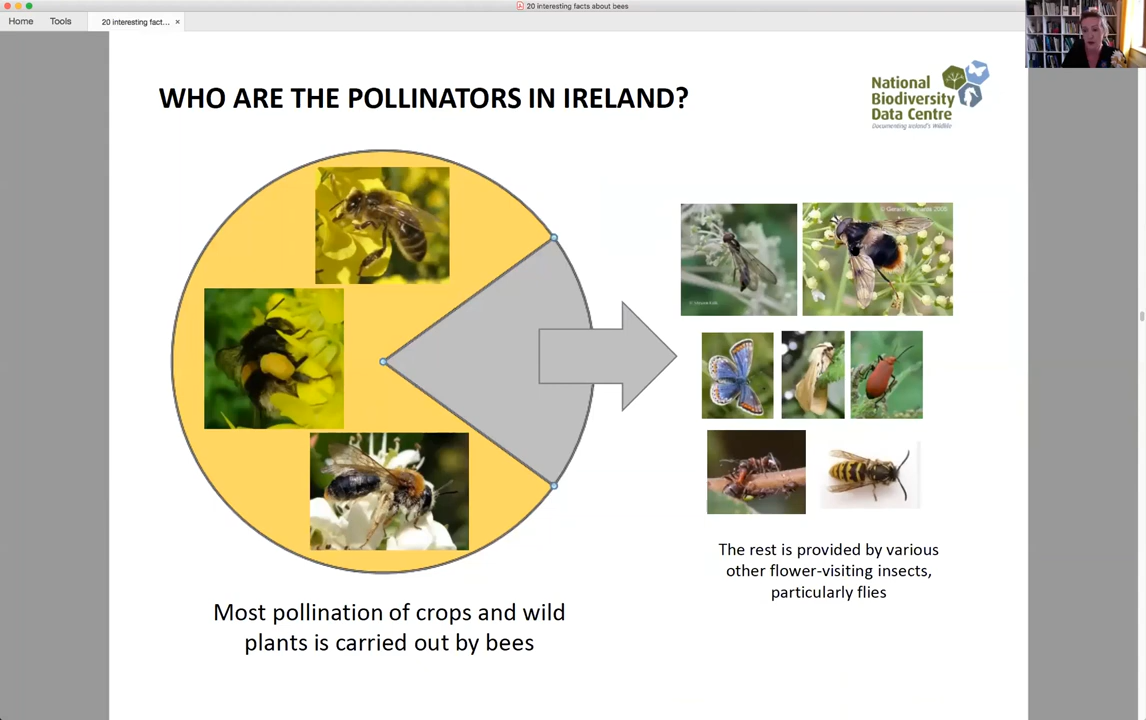 20 interesting facts about bees
Home
Tools
20 interesting fact...
WHO ARE THE POLLINATORS IN IRELAND?
National
Biodiversity
Data Centre
Documenting Ireland's Wildlife
Most pollination of crops and wild
plants is carried out by bees
The rest is provided by various
other flower-visiting insects,
particularly flies